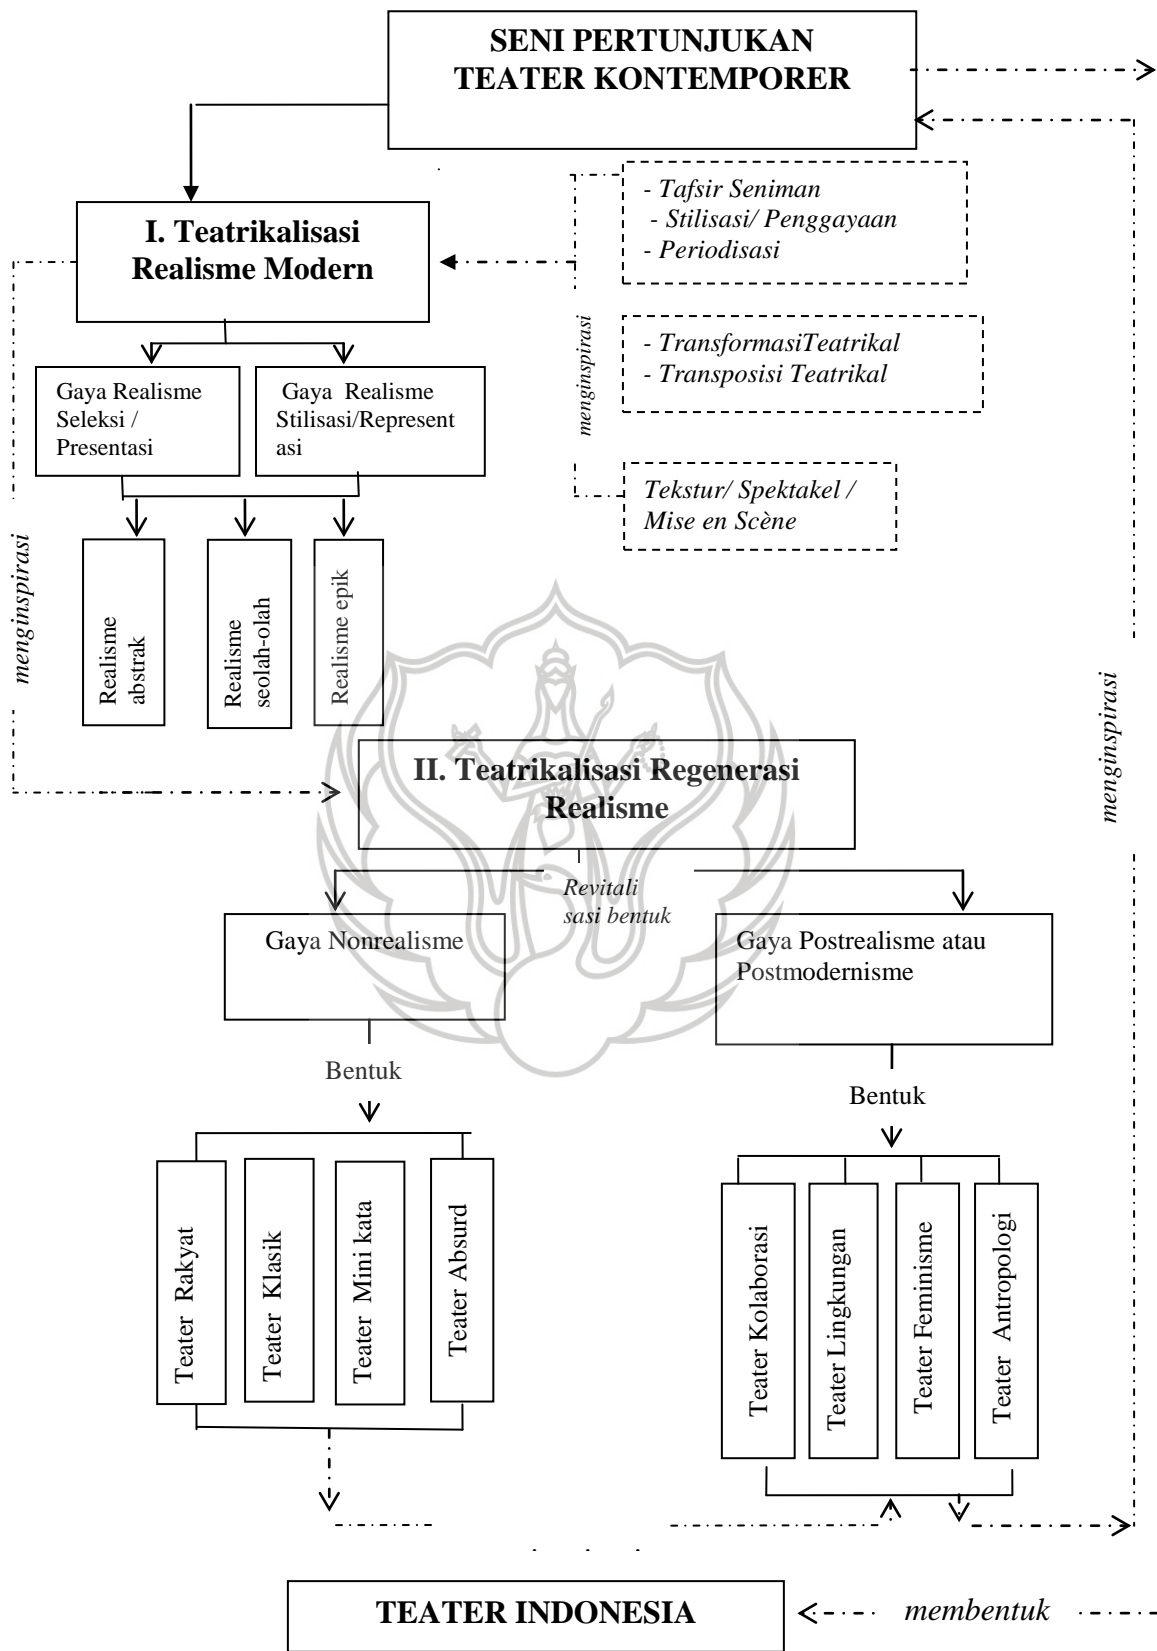 SENI PERTUNJUKAN
TEATER KONTEMPORER
I. Teatrikalisasi
Realisme Modern
- Tafsir Seniman
- Stilisasi/ Penggayaan
- Periodisasi
menginspirasi
- TransformasiTeatrikal
- Transposisi Teatrikal
Tekstur/ Spektakel /
Mise en Scène
Gaya Realisme
Seleksi /
Presentasi
Gaya Realisme
Stilisasi/Represent
asi
menginspirasi
Realisme
abstrak
Realisme
seolah-olah
Realisme epik
menginspirasi
II. Teatrikalisasi Regenerasi
Realisme
Revitali
sasi bentuk
Gaya Nonrealisme
Gaya Postrealisme atau
Postmodernisme
Bentuk
Bentuk
Teater Rakyat
Teater Klasik
Teater Mini kata
Teater Absurd
Teater Kolaborasi
Teater Lingkungan
Teater Feminisme
Teater Antropologi
TEATER INDONESIA
membentuk